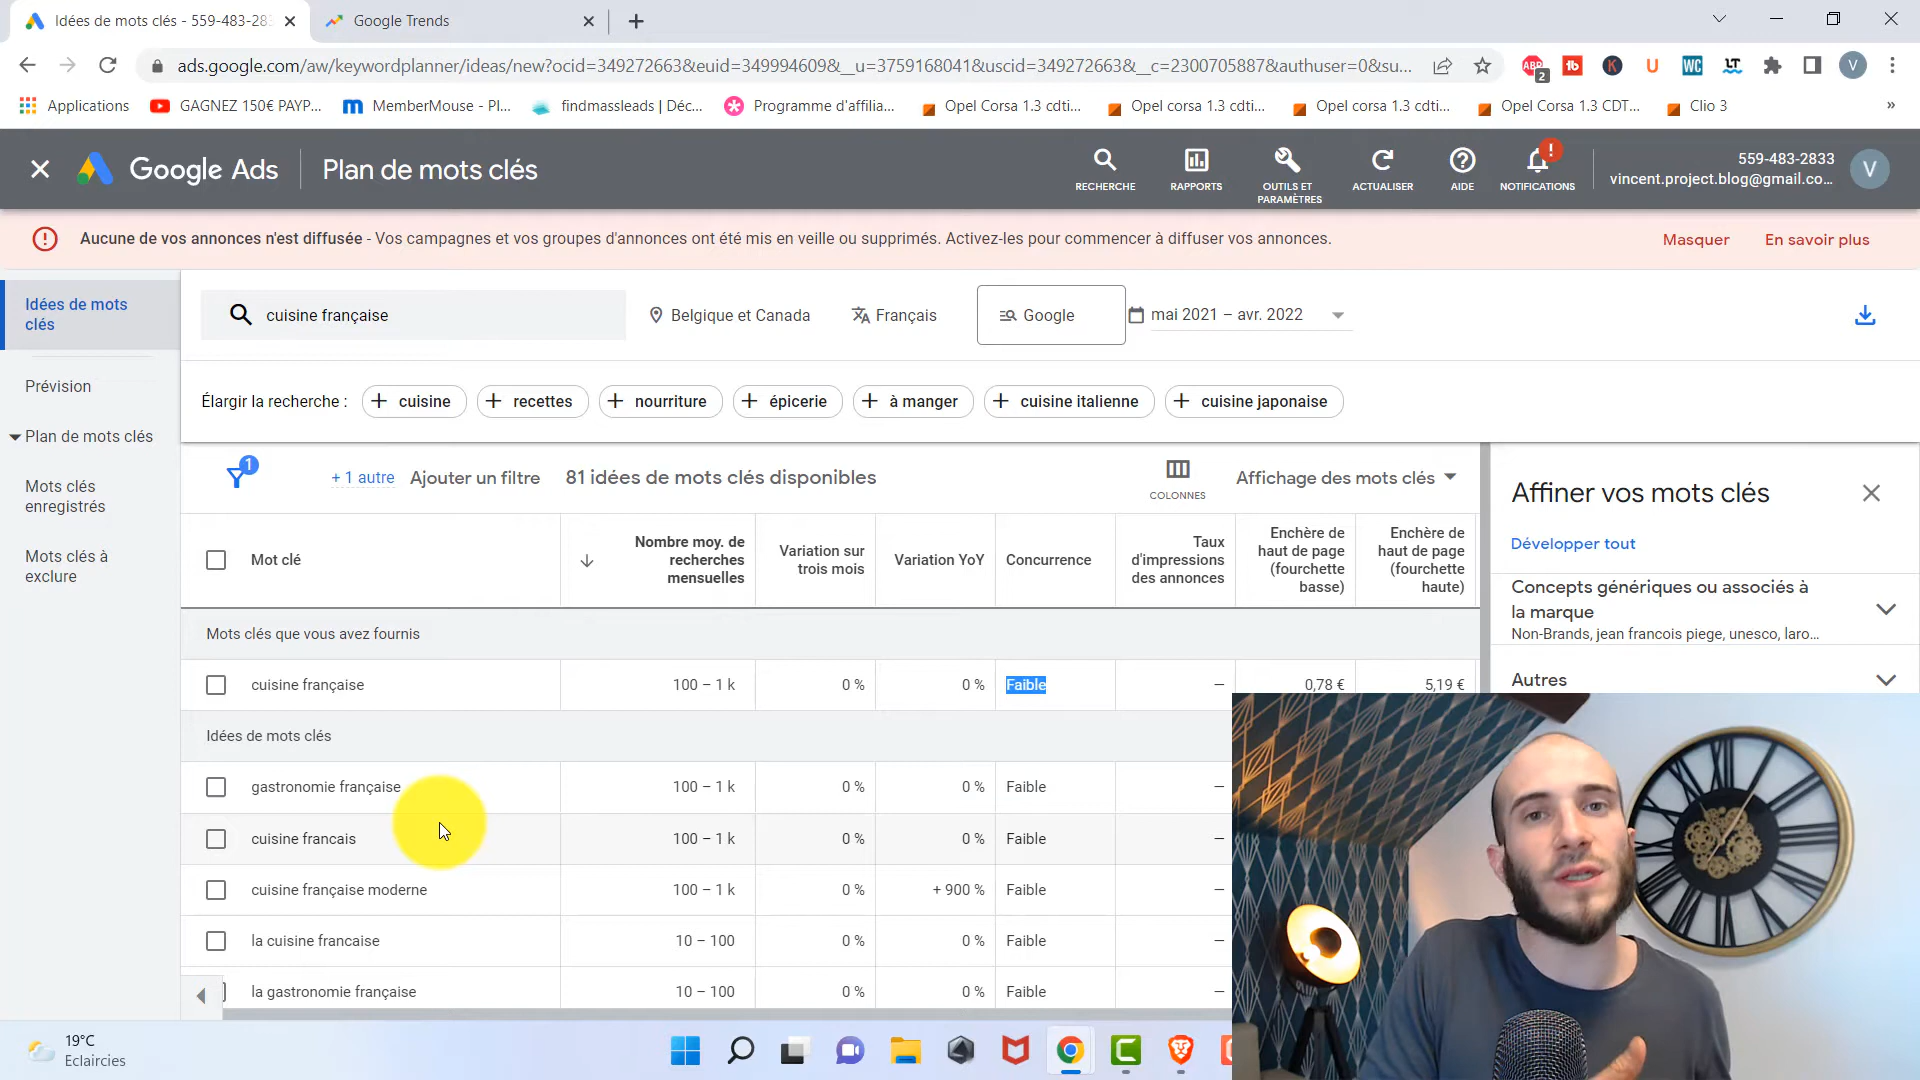 Idées de mots clés - 559-483-283
Google Trends
ads.google.com/aw/keywordplanner/ideas/new?ocid=349272663&euid=349994609&__u=3759168041&uscid=349272663&__c=2300705887&authuser=0&su...
ABP
2
WC
LT
V
Applications
GAGNEZ 150€ PAYP...
MemberMouse - Pl...
findmassleads | Déc...
Programme d'affilia...
Opel Corsa 1.3 cdti...
Opel corsa 1.3 cdti...
Opel corsa 1.3 cdti...
Opel Corsa 1.3 CDT...
Clio 3
»
Google Ads
Plan de mots clés
RECHERCHE
RAPPORTS
OUTILS ET
PARAMÈTRES
ACTUALISER
AIDE
NOTIFICATIONS
559-483-2833
vincent.project.blog@gmail.co...
V
Aucune de vos annonces n'est diffusée - Vos campagnes et vos groupes d'annonces ont été mis en veille ou supprimés. Activez-les pour commencer à diffuser vos annonces.
Masquer
En savoir plus
Idées de mots
clés
Prévision
Plan de mots clés
Mots clés
enregistrés
Mots clés à
exclure
cuisine française
Belgique et Canada
Français
Google
mai 2021 – avr. 2022
Élargir la recherche :
cuisine
recettes
nourriture
épicerie
à manger
cuisine italienne
cuisine japonaise
1
+ 1 autre
Ajouter un filtre
81 idées de mots clés disponibles
COLONNES
Affichage des mots clés
Mot clé
Nombre moy. de
recherches
mensuelles
Variation sur
trois mois
Variation YoY
Concurrence
Taux
d'impressions
des annonces
Enchère de
haut de page
(fourchette
basse)
Enchère de
haut de page
(fourchette
haute)
Mots clés que vous avez fournis
cuisine française 100 – 1 k 0 % 0 % Faible – 0,78 € 5,19 €
Idées de mots clés
gastronomie française 100 – 1 k 0 % 0 % Faible –
cuisine francais 100 – 1 k 0 % 0 % Faible –
cuisine française moderne 100 – 1 k 0 % + 900 % Faible –
la cuisine francaise 10 – 100 0 % 0 % Faible –
la gastronomie française 10 – 100 0 % 0 % Faible –
Affiner vos mots clés
Développer tout
Concepts génériques ou associés à
la marque
Non-Brands, jean francois piege, unesco, laro...
Autres
19°C
Eclaircies